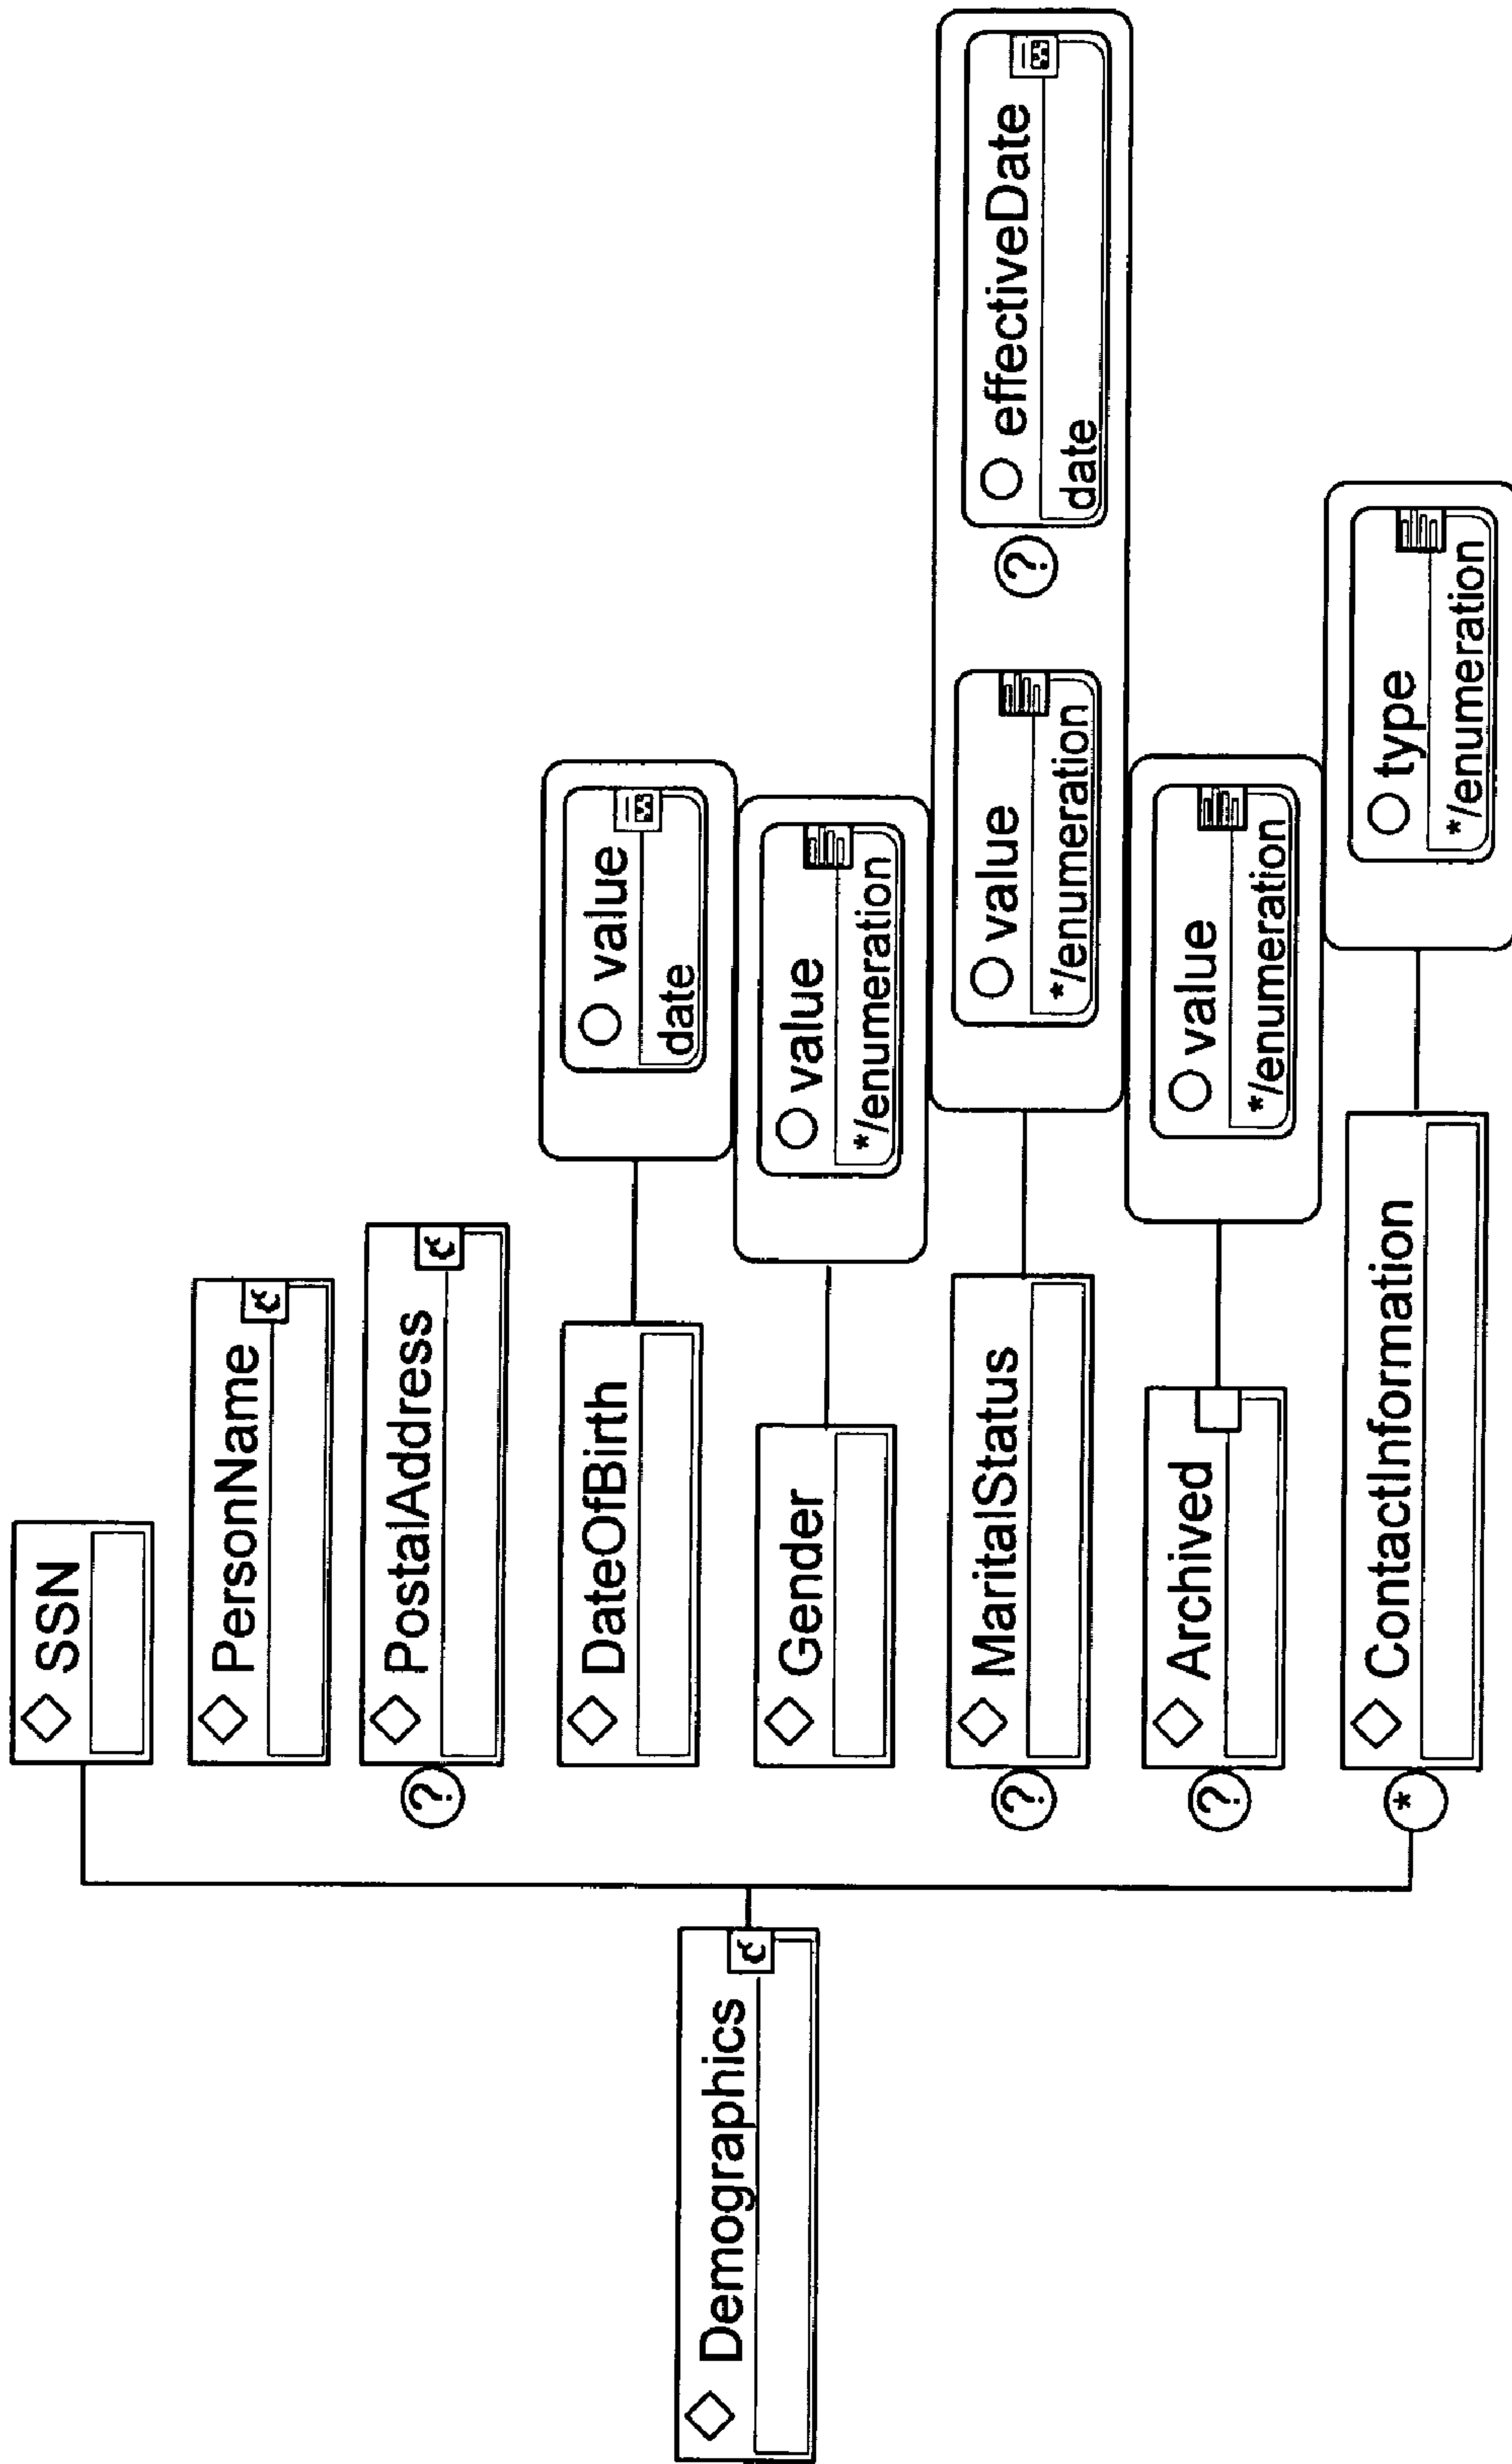 Demographics
SSN
PersonName
?
PostalAddress
DateOfBirth
value
date
Gender
value
*/enumeration
?
MaritalStatus
value
*/enumeration
?
effectiveDate
date
?
Archived
value
*/enumeration
*
ContactInformation
type
*/enumeration